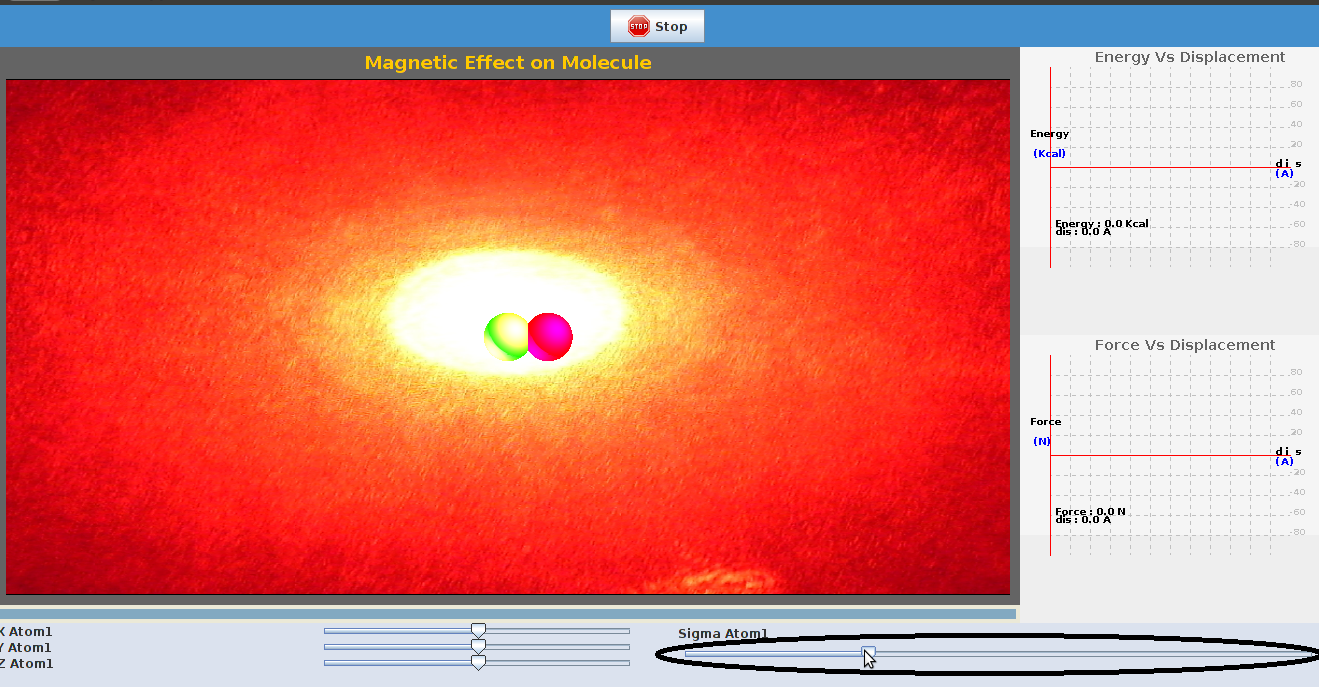 STOP Stop
Magnetic Effect on Molecule
Energy Vs Displacement
80
60
40
20
Energy
(Kcal)
d i s
(A)
-20
-40
-60
-80
Energy : 0.0 Kcal
dis : 0.0 A
Force Vs Displacement
80
60
40
20
Force
(N)
d i s
(A)
-20
-40
-60
-80
Force : 0.0 N
dis : 0.0 A
X Atom1
Y Atom1
Z Atom1
Sigma Atom1